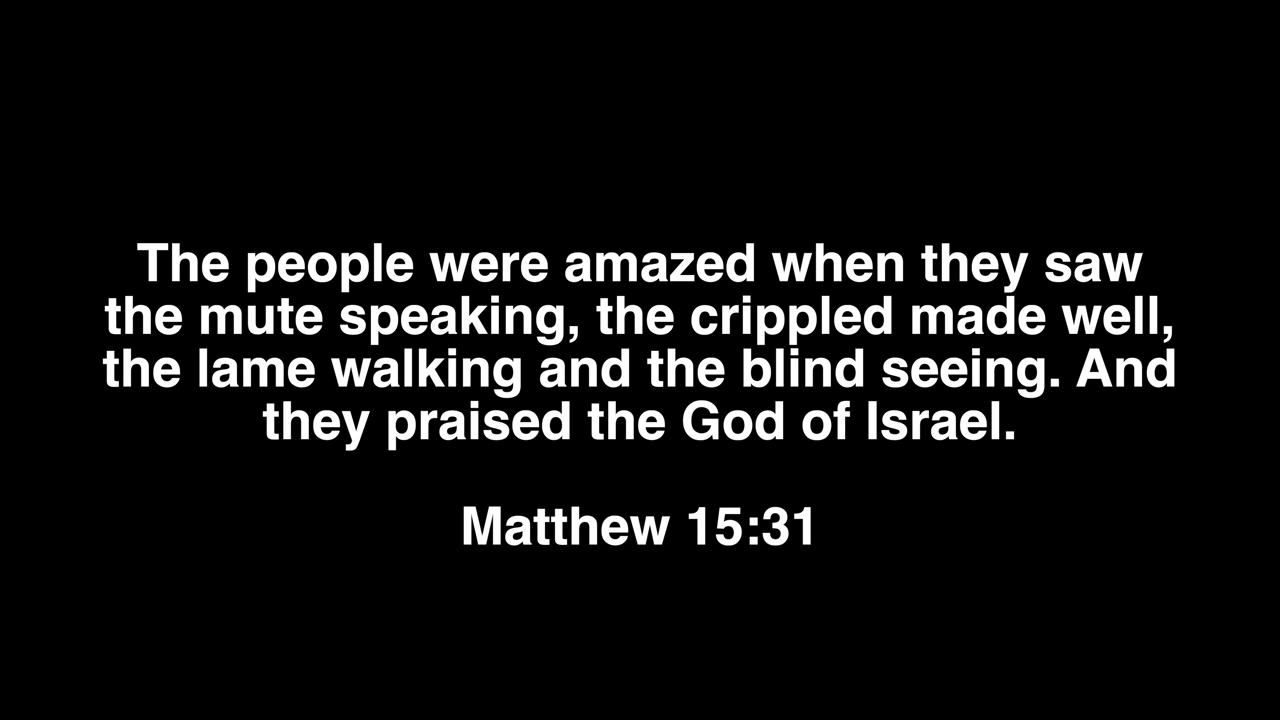 The people were amazed when they saw
the mute speaking, the crippled made well,
the lame walking and the blind seeing. And
they praised the God of Israel.
Matthew 15:31